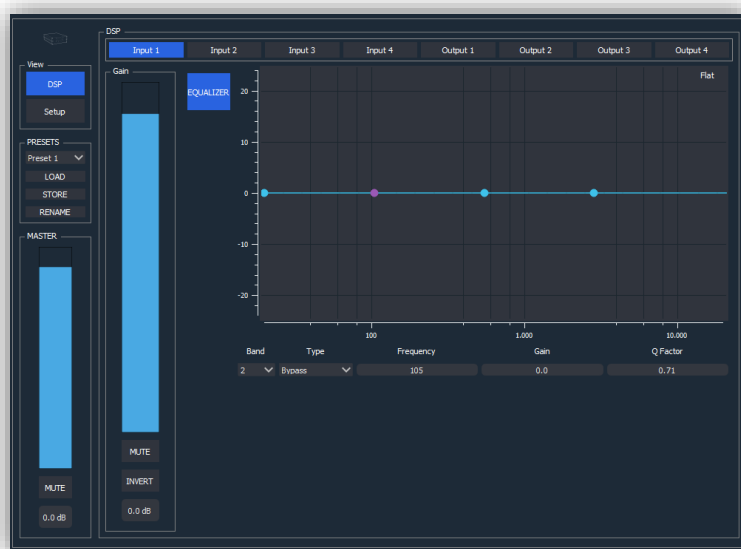 DSP
Input 1 Input 2 Input 3 Input 4 Output 1 Output 2 Output 3 Output 4
View
DSP
Setup
PRESETS
Preset 1
LOAD
STORE
RENAME
MASTER
MUTE
0.0 dB
Gain
MUTE
INVERT
0.0 dB
EQUALIZER
Flat
20
10
0
-10
-20
100 1.000 10.000
Band Type Frequency Gain Q Factor
2 Bypass 105 0.0 0.71